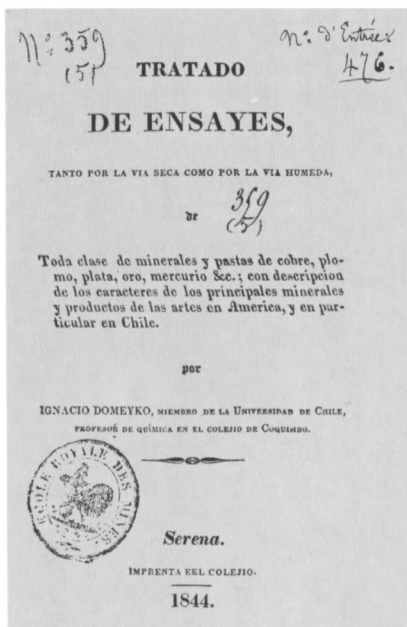 Nº: 359
(5)
nº. d'Entrée:
476.
TRATADO
DE ENSAYES,
TANTO POR LA VIA SECA COMO POR LA VIA HUMEDA,
359
(5)
de
Toda clase de minerales y pastas de cobre, plo-
mo, plata, oro, mercurio &c.; con descripcion
de los caracteres de los principales minerales
y productos de las artes en America, y en par-
ticular en Chile.
por
IGNACIO DOMEYKO, MIEMBRO DE LA UNIVERSIDAD DE CHILE,
PROFESOR DE QUÍMICA EN EL COLEJIO DE COQUIMBO.
ECOLE ROYALE DES MINES
Serena.
IMPRENTA EEL COLEJIO.
1844.